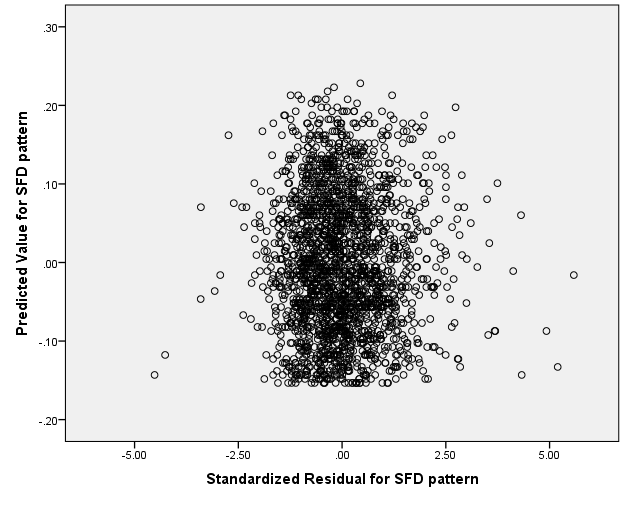 .30
.20
.10
.00
-.10
-.20
Predicted Value for SFD pattern
-5.00 -2.50 .00 2.50 5.00
Standardized Residual for SFD pattern